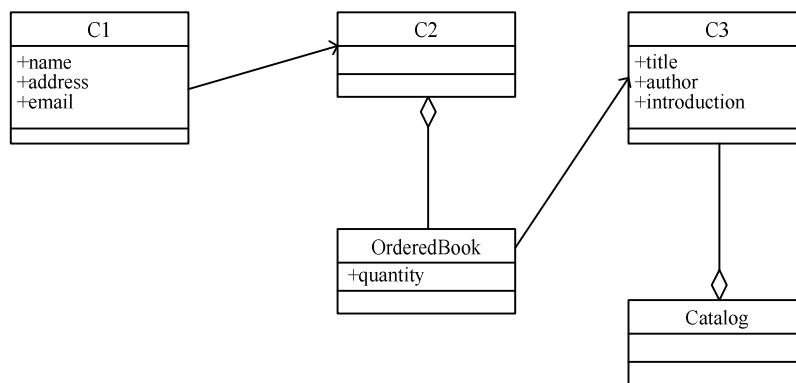 C1
+name
+address
+email
C2
C3
+title
+author
+introduction
OrderedBook
+quantity
Catalog